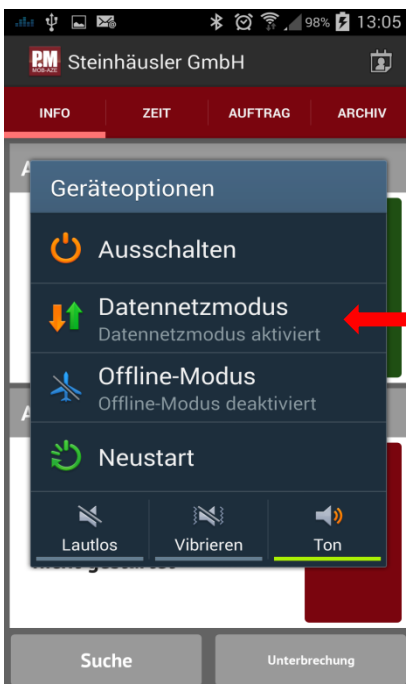 98% 13:05
P.M
MOB-AZE
Steinhäusler GmbH
INFO ZEIT AUFTRAG ARCHIV
Geräteoptionen
Ausschalten
Datennetzmodus
Datennetzmodus aktiviert
Offline-Modus
Offline-Modus deaktiviert
Neustart
Lautlos Vibrieren Ton
Suche Unterbrechung